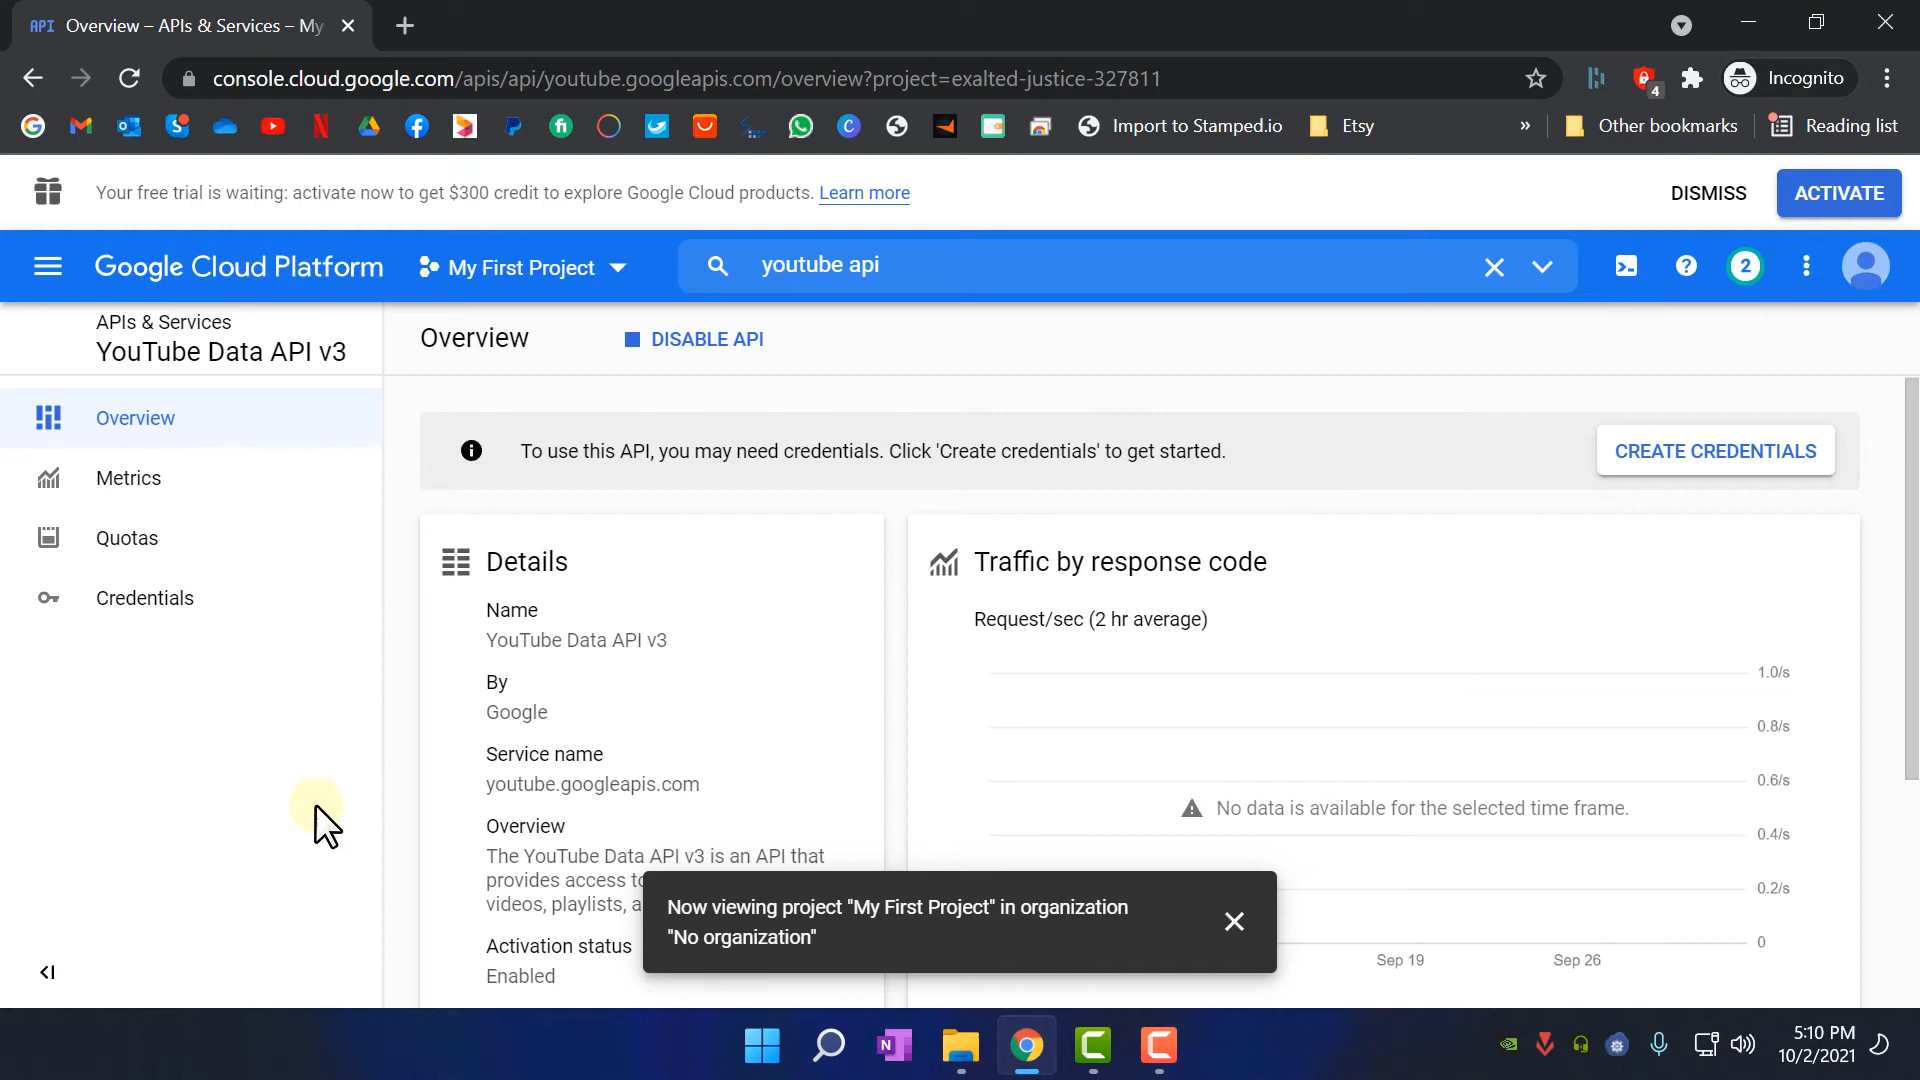 API Overview – APIs & Services – My
console.cloud.google.com/apis/api/youtube.googleapis.com/overview?project=exalted-justice-327811
4
Incognito
Import to Stamped.io
Etsy
»
Other bookmarks
Reading list
Your free trial is waiting: activate now to get $300 credit to explore Google Cloud products. Learn more
DISMISS
ACTIVATE
Google Cloud Platform
My First Project
youtube api
2
APIs & Services
YouTube Data API v3
Overview
DISABLE API
Overview
Metrics
Quotas
Credentials
To use this API, you may need credentials. Click 'Create credentials' to get started.
CREATE CREDENTIALS
Details
Name
YouTube Data API v3
By
Google
Service name
youtube.googleapis.com
Overview
The YouTube Data API v3 is an API that
provides access to
videos, playlists, a
Activation status
Enabled
Traffic by response code
Request/sec (2 hr average)
1.0/s
0.8/s
0.6/s
No data is available for the selected time frame.
0.4/s
0.2/s
0
Sep 19
Sep 26
Now viewing project "My First Project" in organization
"No organization"
5:10 PM
10/2/2021